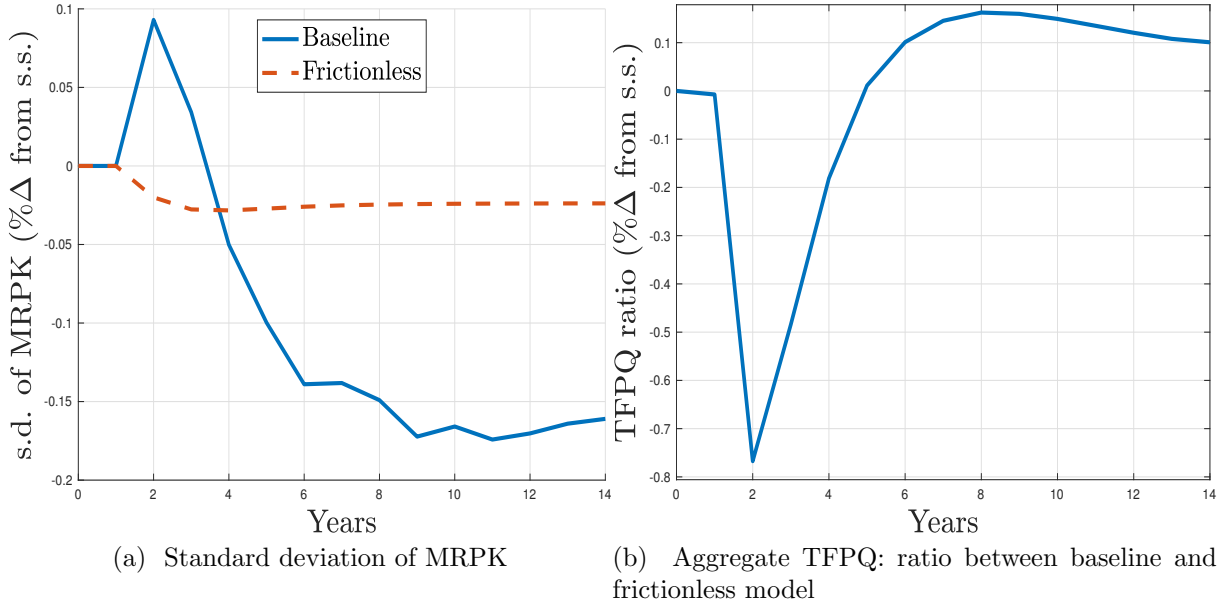 s.d. of MRPK (%Δ from s.s.)
0.1
0.05
0
-0.05
-0.1
-0.15
-0.2
Baseline
Frictionless
0 2 4 6 8 10 12 14
Years
(a) Standard deviation of MRPK
TFPQ ratio (%Δ from s.s.)
0.1
0
-0.1
-0.2
-0.3
-0.4
-0.5
-0.6
-0.7
-0.8
0 2 4 6 8 10 12 14
Years
(b) Aggregate TFPQ: ratio between baseline and
frictionless model